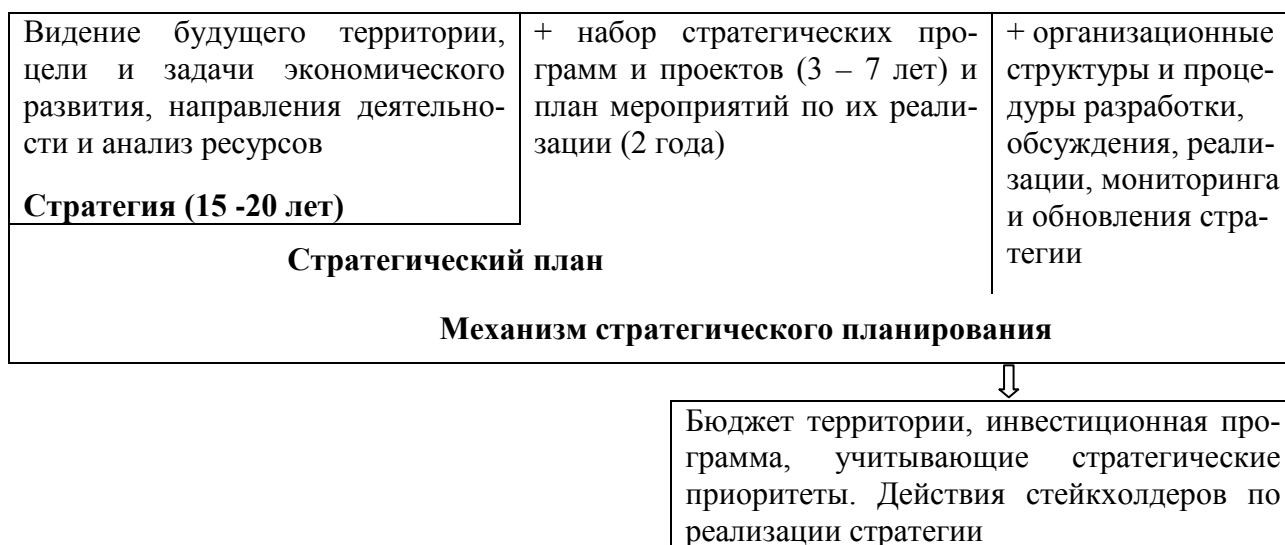 Видение будущего территории,
цели и задачи экономического
развития, направления деятельно-
сти и анализ ресурсов
Стратегия (15 -20 лет)
+ набор стратегических про-
грамм и проектов (3 – 7 лет) и
план мероприятий по их реали-
зации (2 года)
+ организационные
структуры и проце-
дуры разработки,
обсуждения, реали-
зации, мониторинга
и обновления стра-
тегии
Стратегический план
Механизм стратегического планирования
Бюджет территории, инвестиционная про-
грамма, учитывающие стратегические
приоритеты. Действия стейкхолдеров по
реализации стратегии